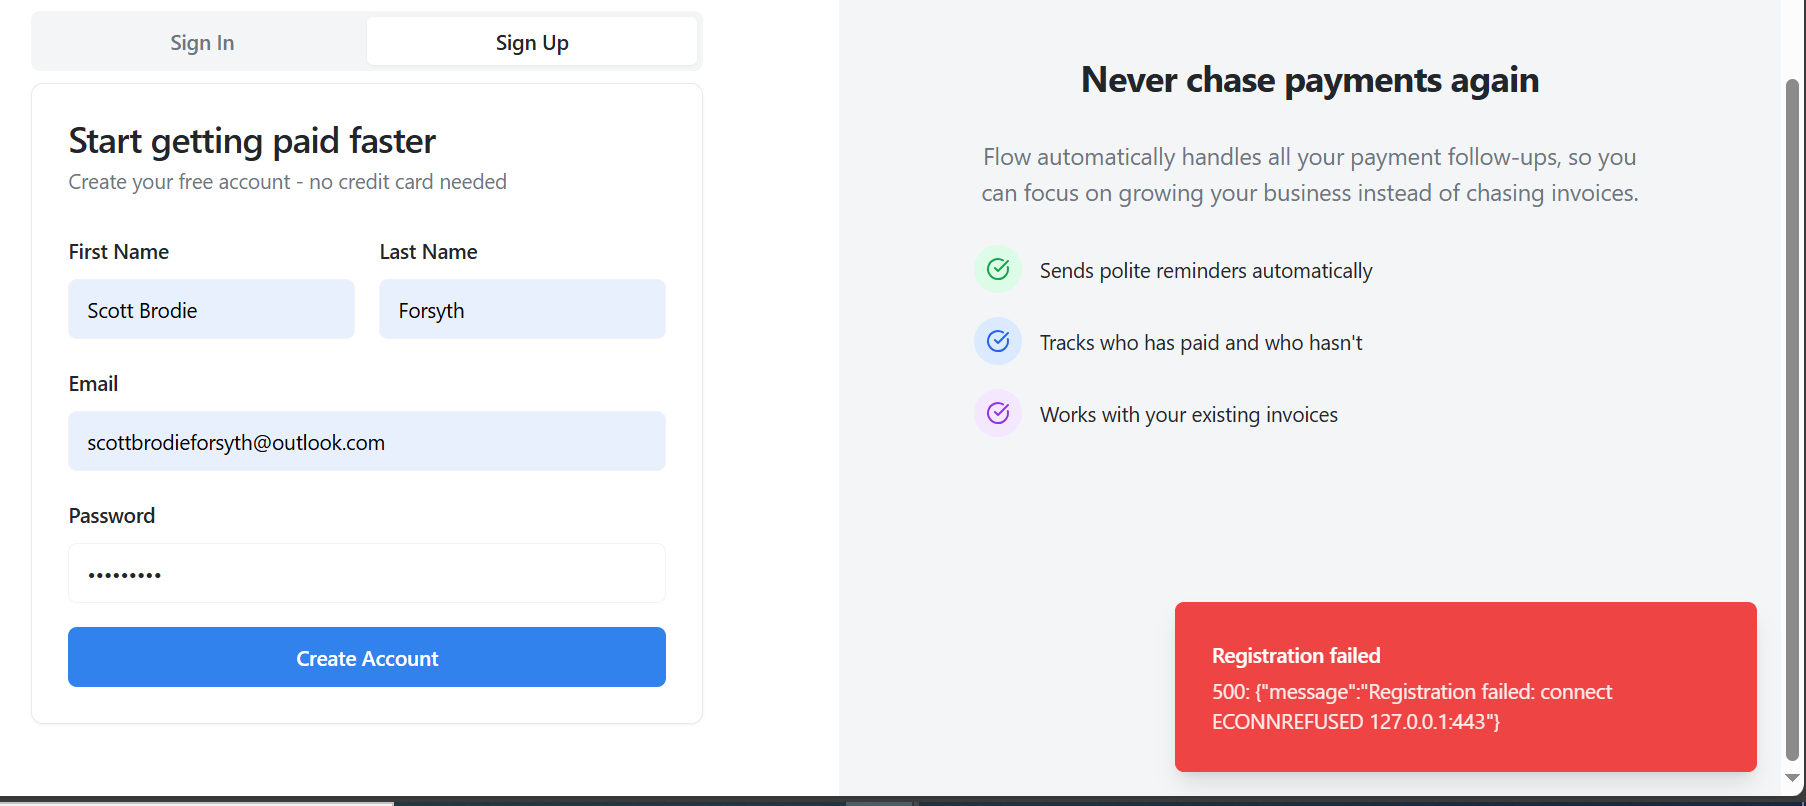 Sign In
Sign Up
Start getting paid faster
Create your free account - no credit card needed
First Name
Last Name
Scott Brodie
Forsyth
Email
scottbrodieforsyth@outlook.com
Password
•••••••••
Create Account
Never chase payments again
Flow automatically handles all your payment follow-ups, so you
can focus on growing your business instead of chasing invoices.
Sends polite reminders automatically
Tracks who has paid and who hasn't
Works with your existing invoices
Registration failed
500: {"message":"Registration failed: connect
ECONNREFUSED 127.0.0.1:443"}